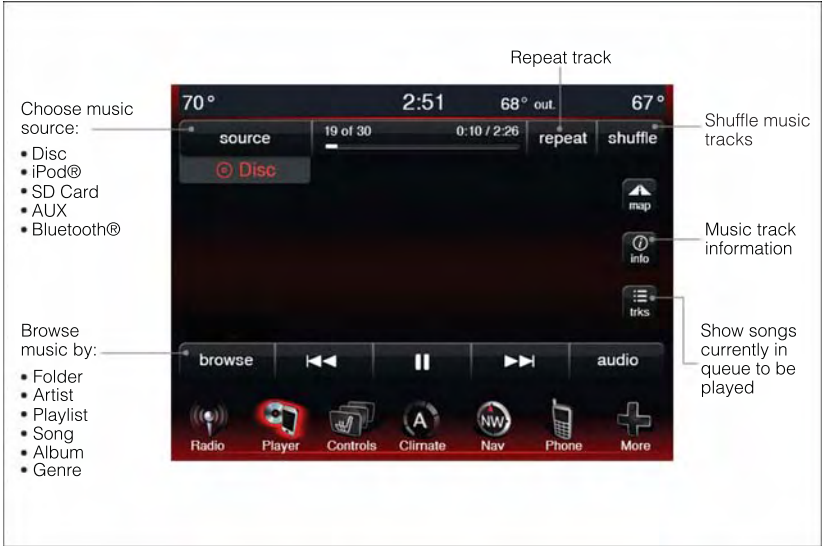 Repeat track
70°
2:51
68° out.
67°
Choose music
source:
• Disc
• iPod®
• SD Card
• AUX
• Bluetooth®
source
19 of 30
0:10 / 2:26
repeat
shuffle
Shuffle music
tracks
Disc
map
info
Music track
information
trks
Show songs
currently in
queue to be
played
Browse
music by:
• Folder
• Artist
• Playlist
• Song
• Album
• Genre
browse
audio
A
NW
Radio
Player
Controls
Climate
Nav
Phone
More